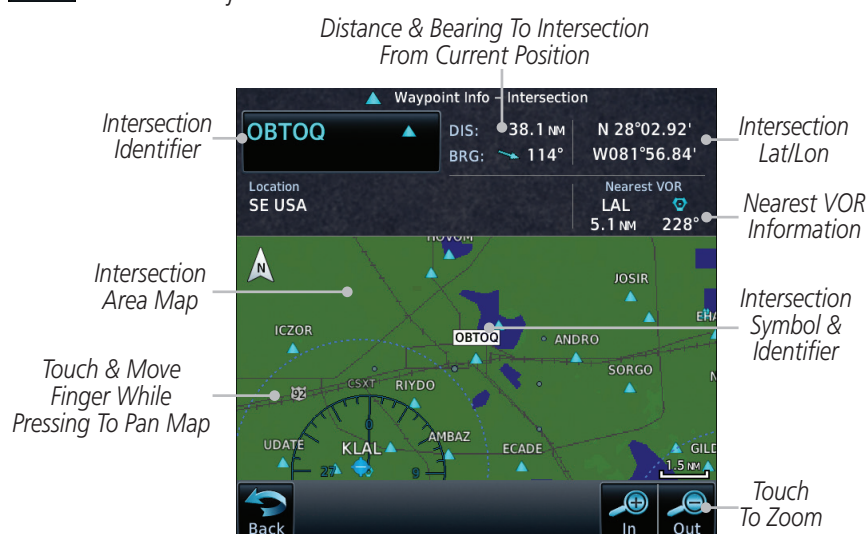 Distance & Bearing To Intersection
From Current Position
Waypoint Info – Intersection
Intersection
Identifier
OBTOQ
DIS: 38.1 NM
BRG: 114°
N 28°02.92'
W081°56.84'
Intersection
Lat/Lon
Location
SE USA
Nearest VOR
LAL
5.1 NM 228°
Nearest VOR
Information
N
JOSIR
Intersection
Area Map
ICZOR
OBTOQ
ANDRO
Intersection
Symbol &
Identifier
SORGO
Touch & Move
Finger While
Pressing To Pan Map
92
CSXT
RIYDO
UDATE
KLAL
AMBAZ
ECADE
GILD
1.5 NM
27
0
9
Back
In
Out
Touch
To Zoom